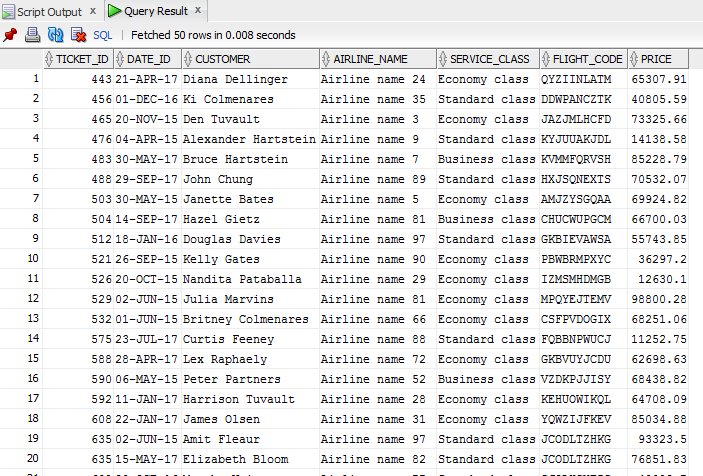 Script Output x Query Result x
SQL | Fetched 50 rows in 0.008 seconds
TICKET_ID DATE_ID CUSTOMER AIRLINE_NAME SERVICE_CLASS FLIGHT_CODE PRICE
1 443 21-APR-17 Diana Dellinger Airline name 24 Economy class QYZIINLATM 65307.91
2 456 01-DEC-16 Ki Colmenares Airline name 35 Standard class DDWPANCZTK 40805.59
3 465 20-NOV-15 Den Tuvault Airline name 3 Economy class JAZJMLHCFD 73325.66
4 476 04-APR-15 Alexander Hartstein Airline name 9 Standard class KYJUUAKJDL 14138.58
5 483 30-MAY-17 Bruce Hartstein Airline name 7 Business class KVMMFQRVSH 85228.79
6 488 29-SEP-17 John Chung Airline name 89 Standard class HXJSQNEXTS 70532.07
7 503 30-MAY-15 Janette Bates Airline name 5 Economy class AMJZYSGQAA 69924.82
8 504 14-SEP-17 Hazel Gietz Airline name 81 Business class CHUCWUPGCM 66700.03
9 512 18-JAN-16 Douglas Davies Airline name 97 Standard class GKBIEVAWSA 55743.85
10 521 26-SEP-15 Kelly Gates Airline name 90 Economy class PBWBRMPXYC 36297.2
11 526 20-OCT-15 Nandita Pataballa Airline name 29 Economy class IZMSMHDMGB 12630.1
12 529 02-JUN-15 Julia Marvins Airline name 81 Economy class MPQYEJTEMV 98800.28
13 532 01-JUN-15 Britney Colmenares Airline name 66 Economy class CSFPVDOGIX 68251.06
14 575 23-JUL-17 Curtis Feeney Airline name 88 Standard class FQBBNPWUCJ 11252.75
15 588 28-APR-17 Lex Raphaely Airline name 72 Economy class GKBVUYJCDU 62698.63
16 590 06-MAY-15 Peter Partners Airline name 52 Business class VZDKPJJISY 68438.82
17 592 11-JAN-17 Harrison Tuvault Airline name 28 Economy class KEHUOWIKQL 64708.09
18 608 22-JAN-17 James Olsen Airline name 31 Economy class YQWZIJFKEV 85034.88
19 635 02-JUN-15 Amit Fleaur Airline name 97 Standard class JCODLTZHKG 93323.5
20 635 15-MAY-17 Elizabeth Bloom Airline name 82 Standard class JCODLTZHKG 76851.83